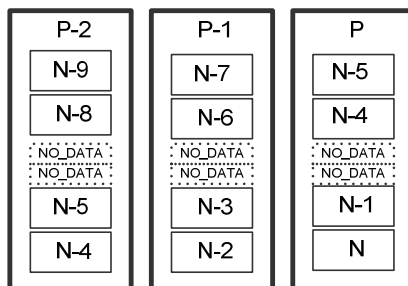 P-2
N-9
N-8
NO_DATA
NO_DATA
N-5
N-4
P-1
N-7
N-6
NO_DATA
NO_DATA
N-3
N-2
P
N-5
N-4
NO_DATA
NO_DATA
N-1
N